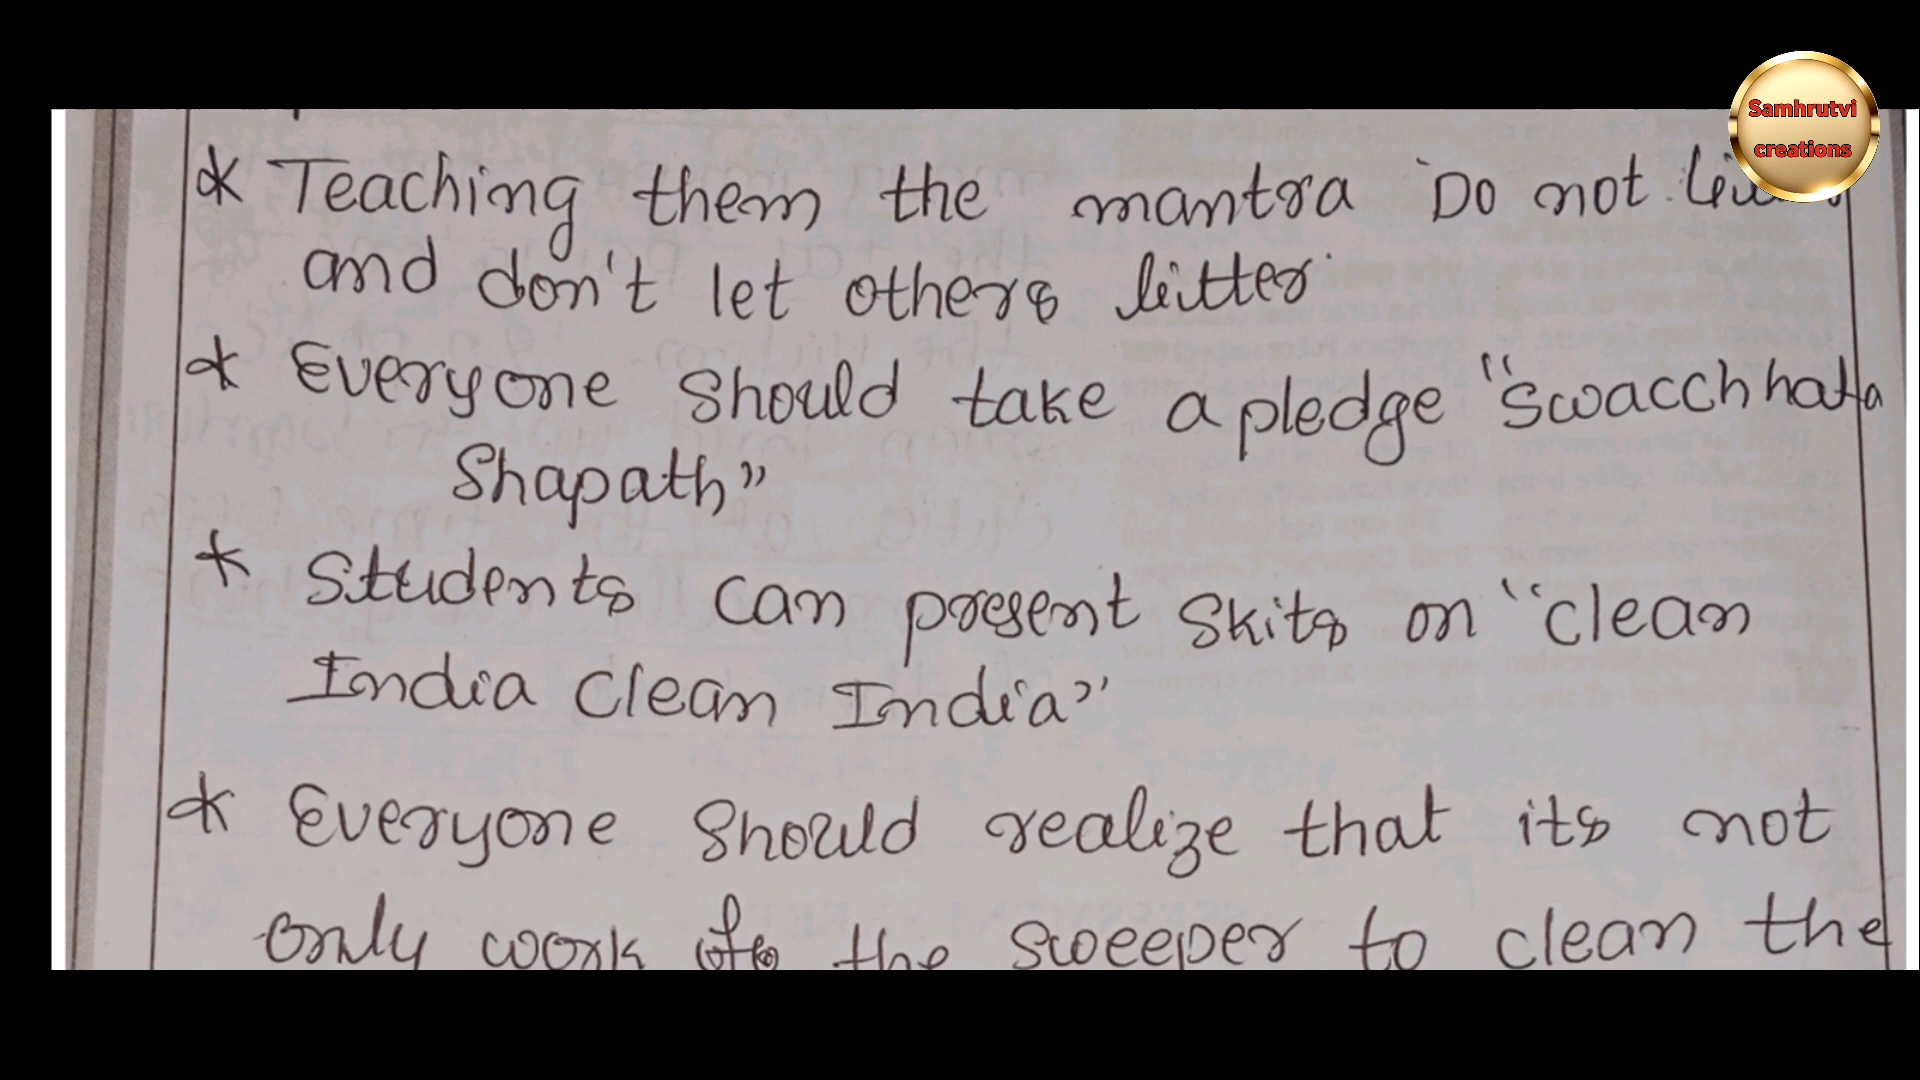 Samhrutvi
creations
* Teaching them the mantra Do not
and don't let others litter
* Everyone should take a pledge "swacchhata
Shapath"
* Students can present skits on "clean
India clean India"
* Everyone should realize that its not
only work the sweeper to clean the